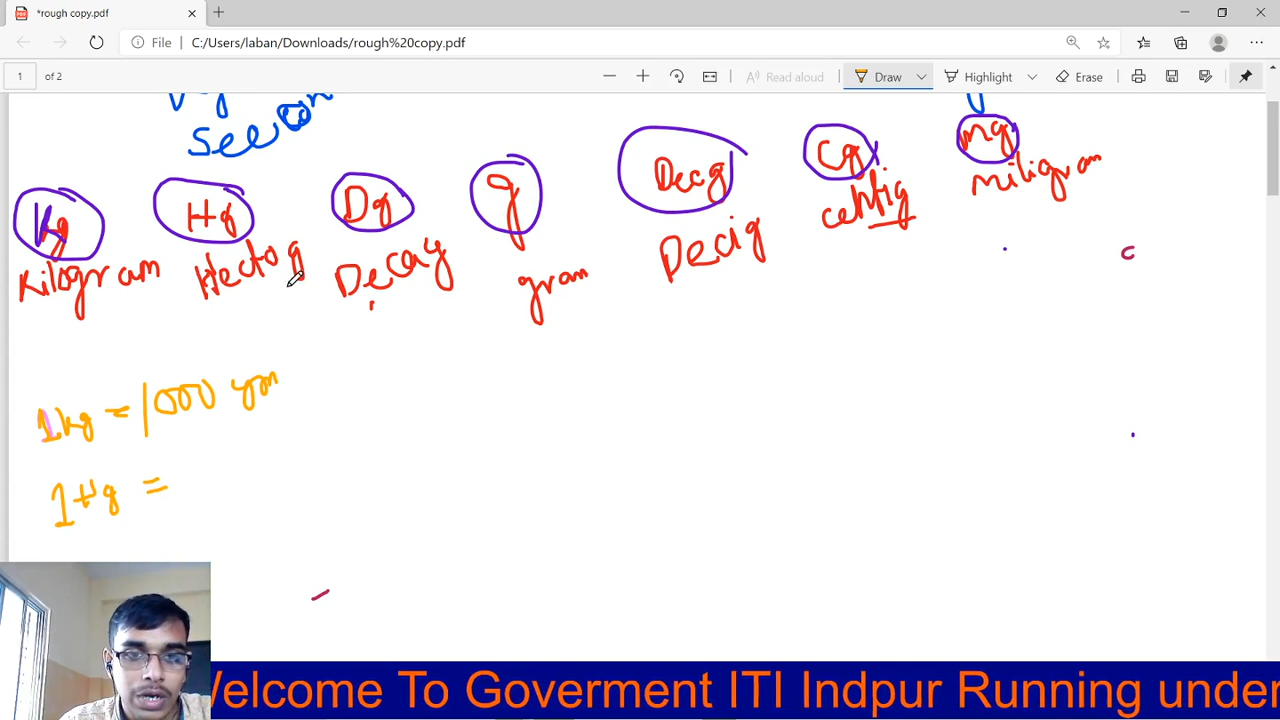 *rough copy.pdf
File C:/Users/laban/Downloads/rough%20copy.pdf
1 of 2
Read aloud Draw Highlight Erase
See
Kg Hg Dg g Decg Cg mg
Kilogram Hectog Decag gram Decig centig miligram
1kg = 1000 gm
1Hg =
Welcome To Goverment ITI Indpur Running under